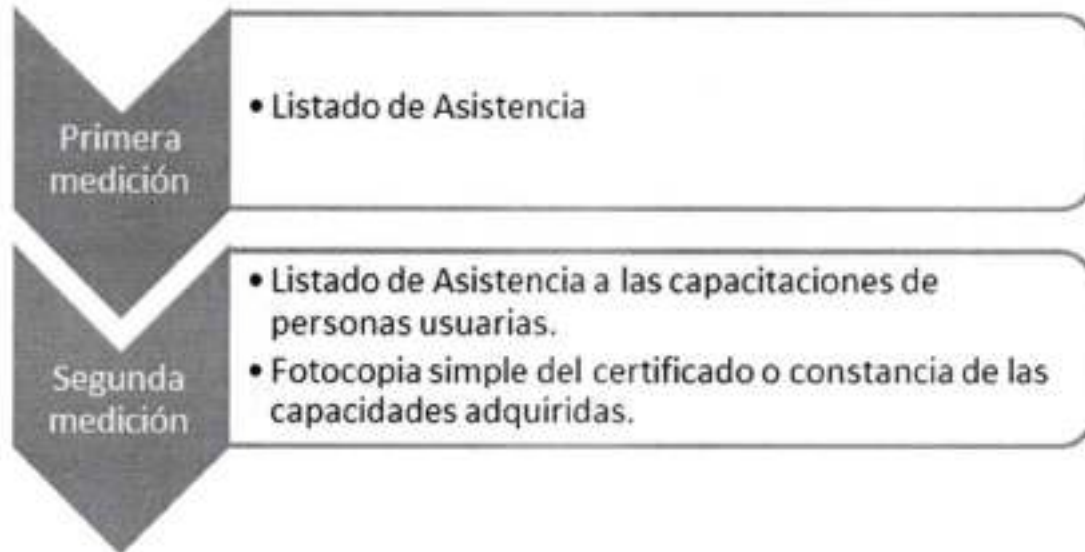 Primera
medición
• Listado de Asistencia
Segunda
medición
• Listado de Asistencia a las capacitaciones de
personas usuarias.
• Fotocopia simple del certificado o constancia de las
capacidades adquiridas.